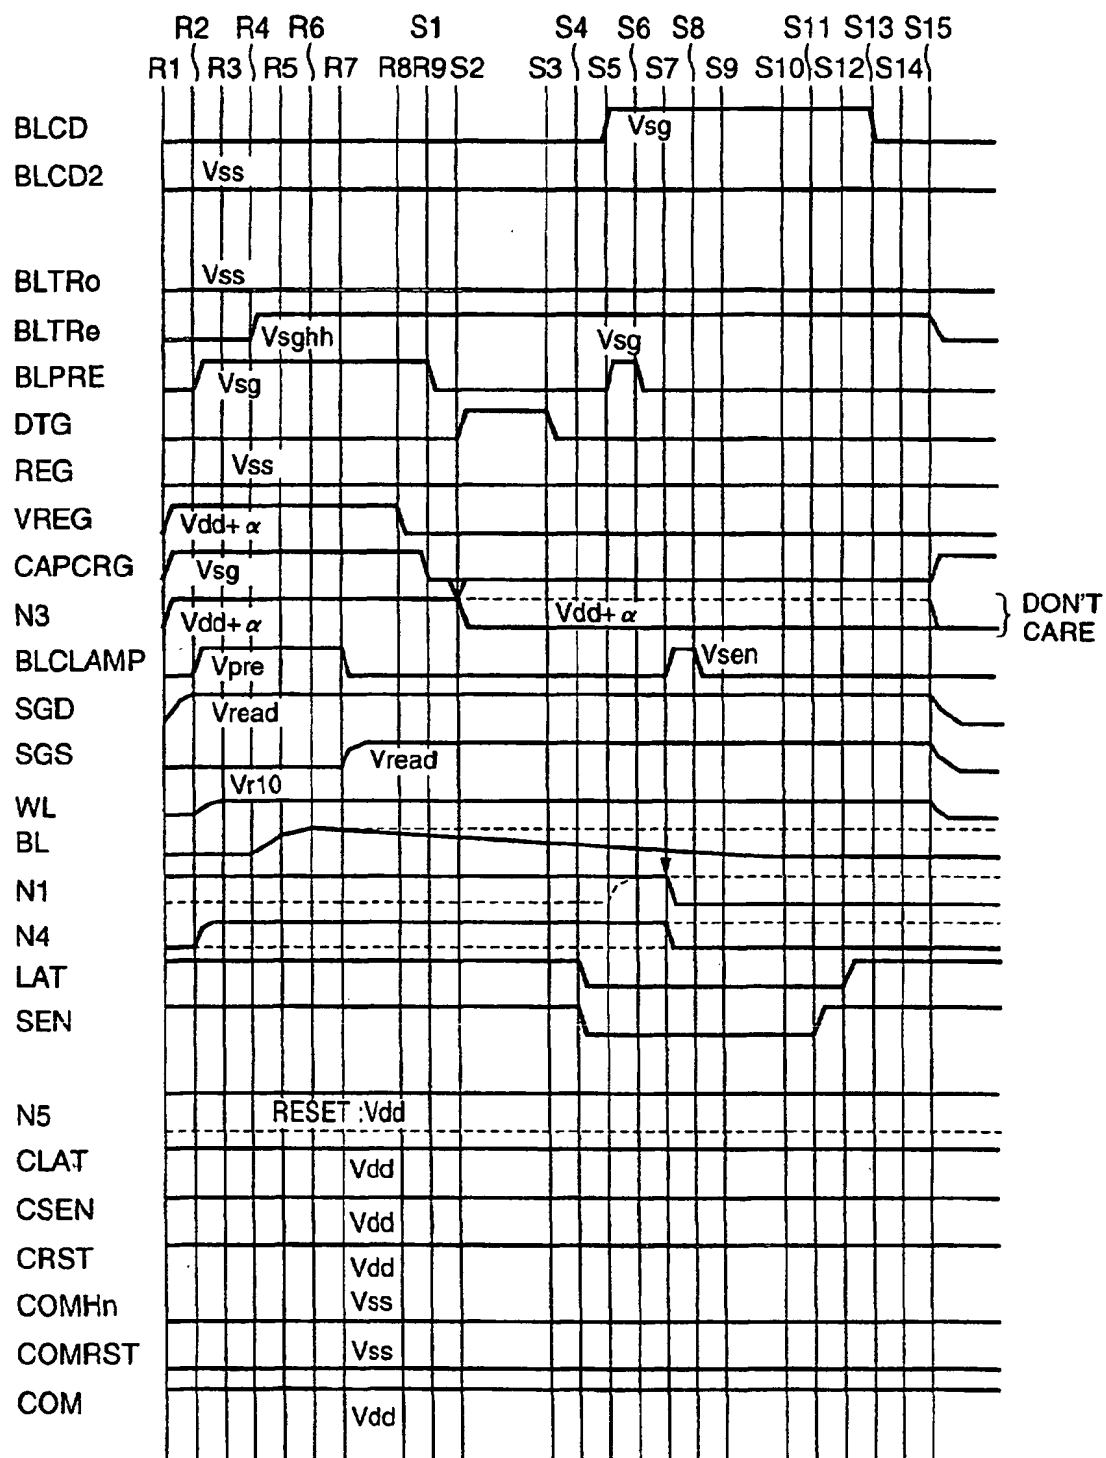 R2 R4 R6 S1 S4 S6 S8 S11 S13 S15
R1 R3 R5 R7 R8 R9 S2 S3 S5 S7 S9 S10 S12 S14
BLCD Vsg
BLCD2 Vss
BLTRo Vss
BLTRe Vsghh Vsg
BLPRE Vsg
DTG
REG Vss
VREG Vdd+α
CAPCRG Vsg
N3 Vdd+α Vdd+α DON'T
CARE
BLCLAMP Vpre Vsen
SGD Vread
SGS Vread
Vr10
WL
BL
N1
N4
LAT
SEN
N5 RESET :Vdd
CLAT Vdd
CSEN Vdd
CRST Vdd
COMHn Vss
COMRST Vss
COM Vdd